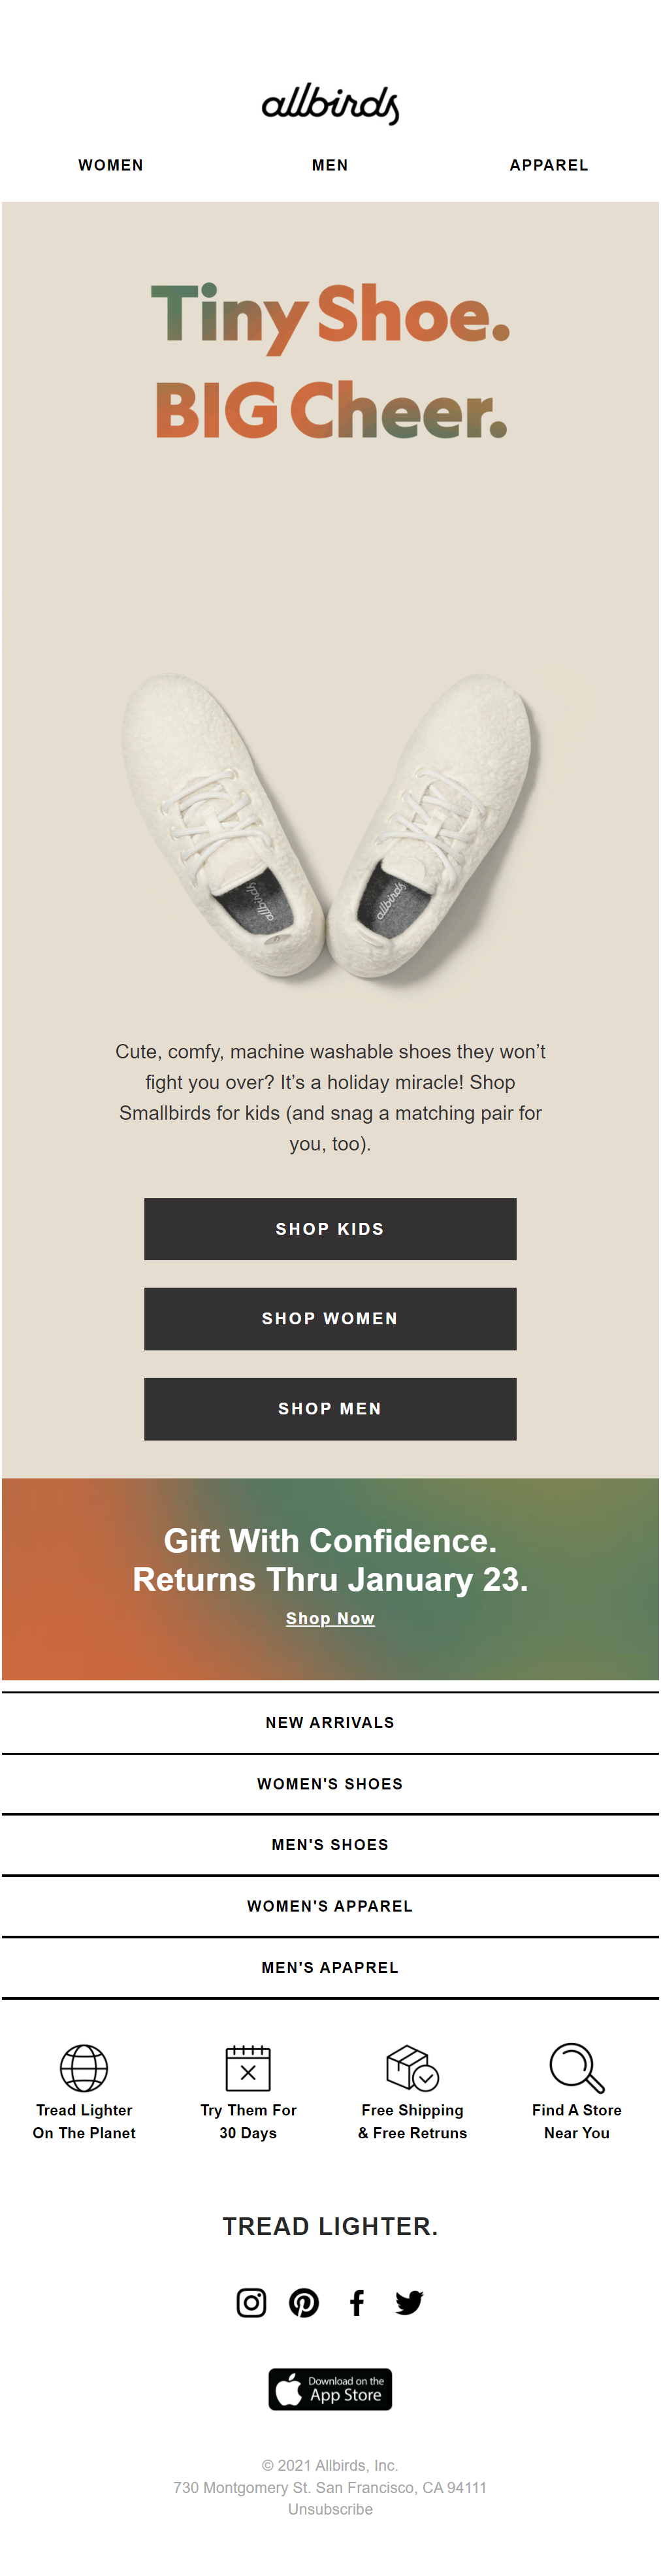 allbirds
WOMEN MEN APPAREL
Tiny Shoe.
BIG Cheer.
allbirds allbirds
Cute, comfy, machine washable shoes they won’t
fight you over? It’s a holiday miracle! Shop
Smallbirds for kids (and snag a matching pair for
you, too).
SHOP KIDS
SHOP WOMEN
SHOP MEN
Gift With Confidence.
Returns Thru January 23.
Shop Now
NEW ARRIVALS
WOMEN'S SHOES
MEN'S SHOES
WOMEN'S APPAREL
MEN'S APAPREL
Tread Lighter Try Them For Free Shipping Find A Store
On The Planet 30 Days & Free Retruns Near You
TREAD LIGHTER.
Download on the
App Store
© 2021 Allbirds, Inc.
730 Montgomery St. San Francisco, CA 94111
Unsubscribe